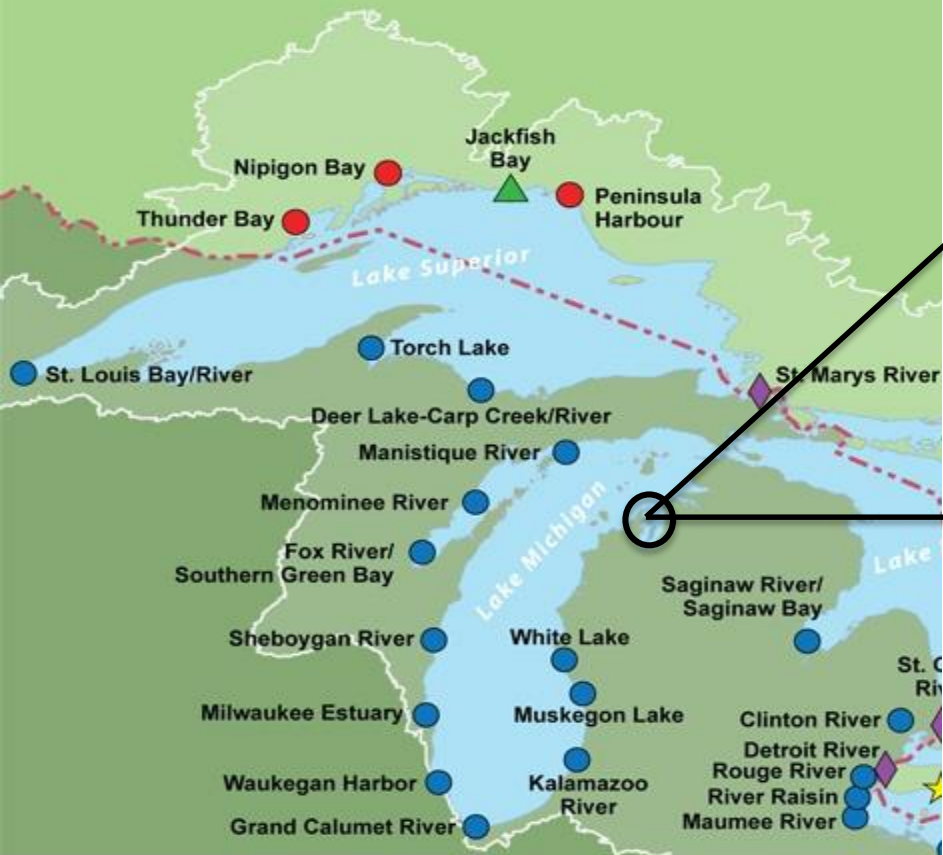 Jackfish
Bay
Nipigon Bay
Peninsula
Harbour
Thunder Bay
Lake Superior
Torch Lake
St. Louis Bay/River
St. Marys River
Deer Lake-Carp Creek/River
Manistique River
Menominee River
Lake Michigan
Fox River/
Southern Green Bay
Lake
Saginaw River/
Saginaw Bay
Sheboygan River
White Lake
St.
Milwaukee Estuary
Muskegon Lake
Clinton River
Detroit River
Rouge River
Waukegan Harbor
Kalamazoo
River
River Raisin
Maumee River
Grand Calumet River